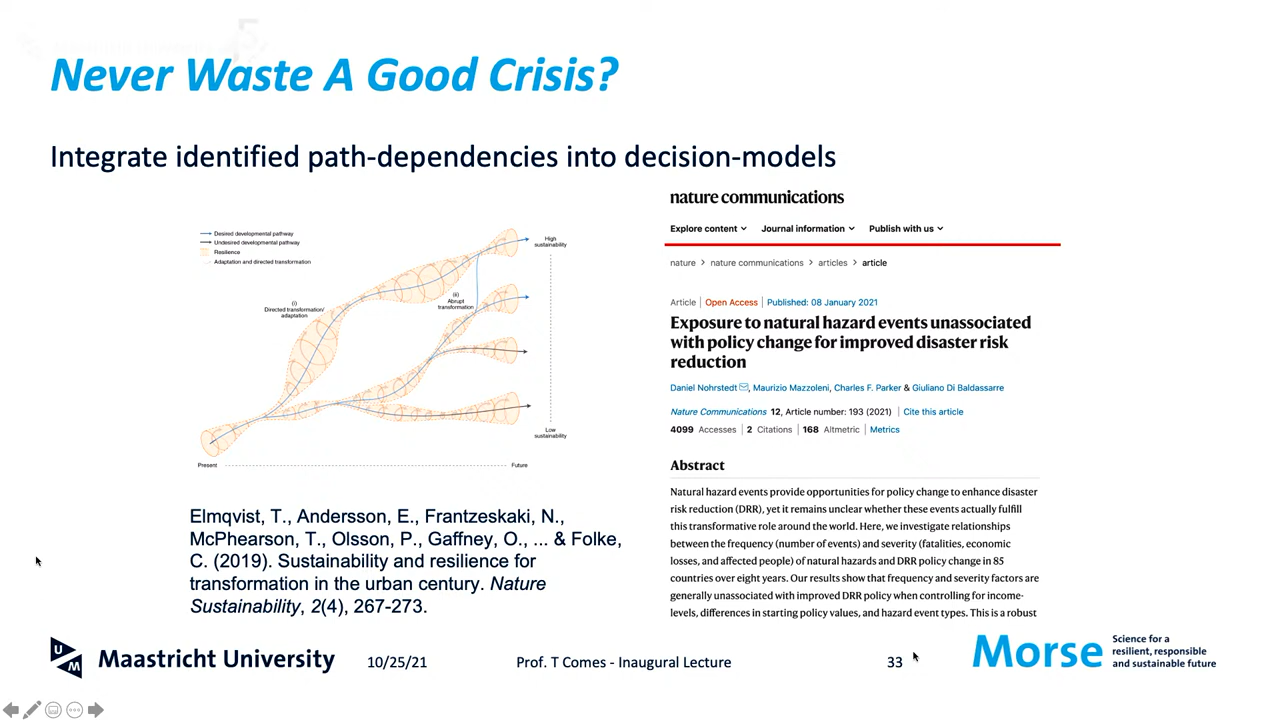 Never Waste A Good Crisis?
Integrate identified path-dependencies into decision-models
Desired developmental pathway
Undesired developmental pathway
Resilience
Adaptation and directed transformation
(i)
Directed transformation/
adaptation
(ii)
Abrupt
transformation
High
sustainability
Low
sustainability
Present
Future
Elmqvist, T., Andersson, E., Frantzeskaki, N.,
McPhearson, T., Olsson, P., Gaffney, O., ... & Folke,
C. (2019). Sustainability and resilience for
transformation in the urban century. Nature
Sustainability, 2(4), 267-273.
nature communications
Explore content Journal information Publish with us
nature > nature communications > articles > article
Article | Open Access | Published: 08 January 2021
Exposure to natural hazard events unassociated
with policy change for improved disaster risk
reduction
Daniel Nohrstedt, Maurizio Mazzoleni, Charles F. Parker & Giuliano Di Baldassarre
Nature Communications 12, Article number: 193 (2021) | Cite this article
4099 Accesses | 2 Citations | 168 Altmetric | Metrics
Abstract
Natural hazard events provide opportunities for policy change to enhance disaster
risk reduction (DRR), yet it remains unclear whether these events actually fulfill
this transformative role around the world. Here, we investigate relationships
between the frequency (number of events) and severity (fatalities, economic
losses, and affected people) of natural hazards and DRR policy change in 85
countries over eight years. Our results show that frequency and severity factors are
generally unassociated with improved DRR policy when controlling for income-
levels, differences in starting policy values, and hazard event types. This is a robust
UM
Maastricht University
10/25/21
Prof. T Comes - Inaugural Lecture
33
Morse
Science for a
resilient, responsible
and sustainable future